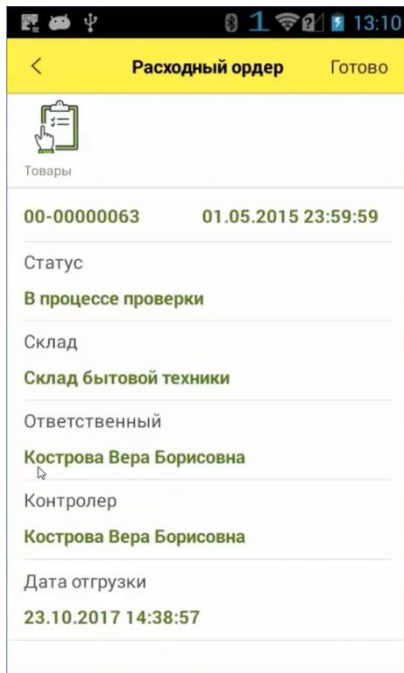 1 13:10
< Расходный ордер Готово
Товары
00-00000063 01.05.2015 23:59:59
Статус
В процессе проверки
Склад
Склад бытовой техники
Ответственный
Кострова Вера Борисовна
Контролер
Кострова Вера Борисовна
Дата отгрузки
23.10.2017 14:38:57